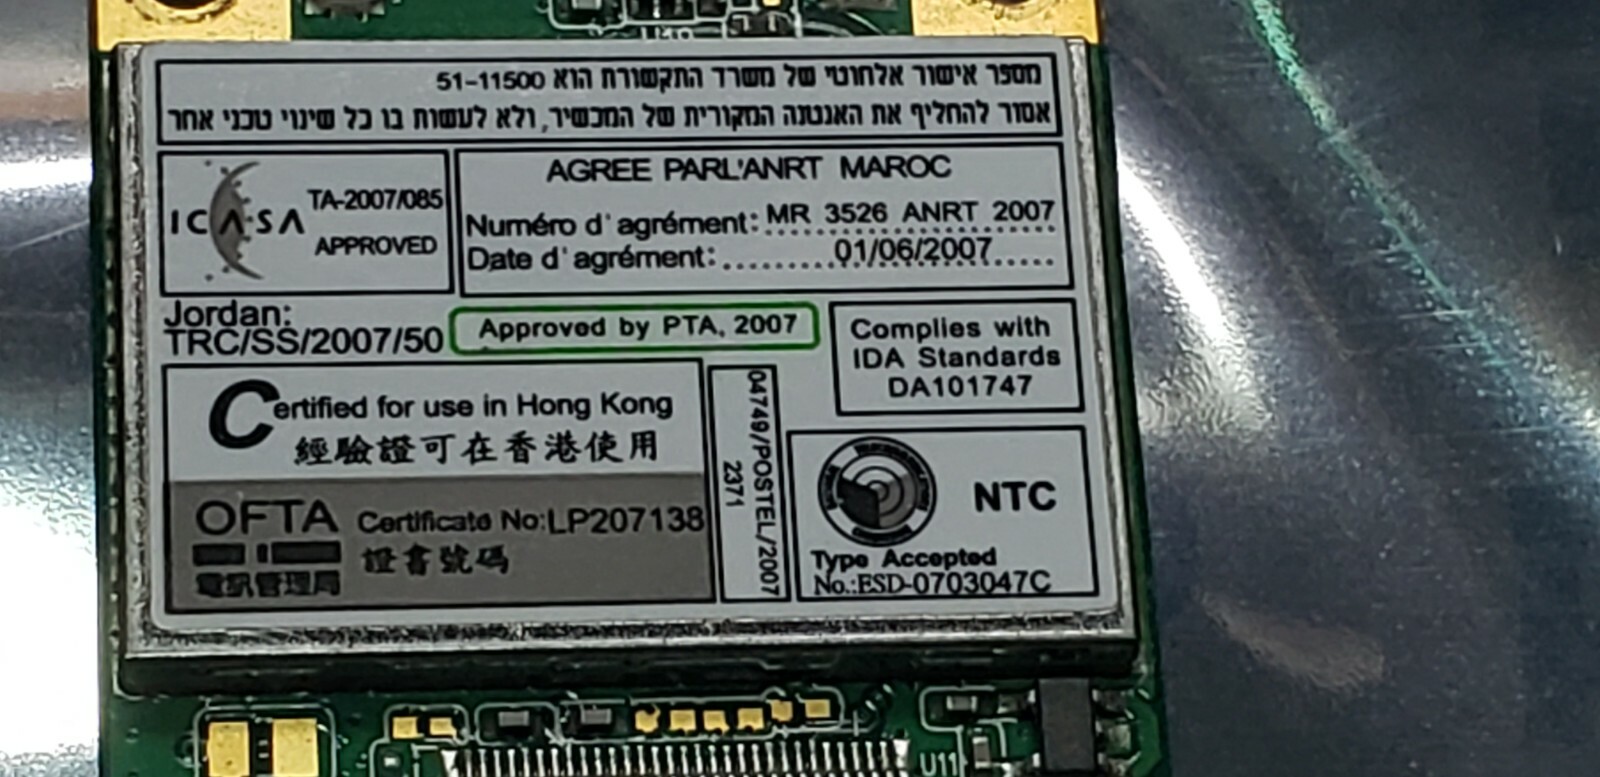 מספר אישור אלחוטי של משרד התקשורת הוא 51-11500
אסור להחליף את האנטנה המקורית של המכשיר, ולא לעשות בו כל שינוי טכני אחר
ICASA
TA-2007/085
APPROVED
AGREE PARL'ANRT MAROC
Numéro d'agrément: MR 3526 ANRT 2007
Date d'agrément: 01/06/2007
Jordan:
TRC/SS/2007/50
Approved by PTA, 2007
Complies with
IDA Standards
DA101747
Certified for use in Hong Kong
經驗證可在香港使用
OFTA
電訊管理局
Certificate No:LP207138
證書號碼
04749/POSTEL/2007
2371
NTC
Type Accepted
No.:ESD-0703047C
U11